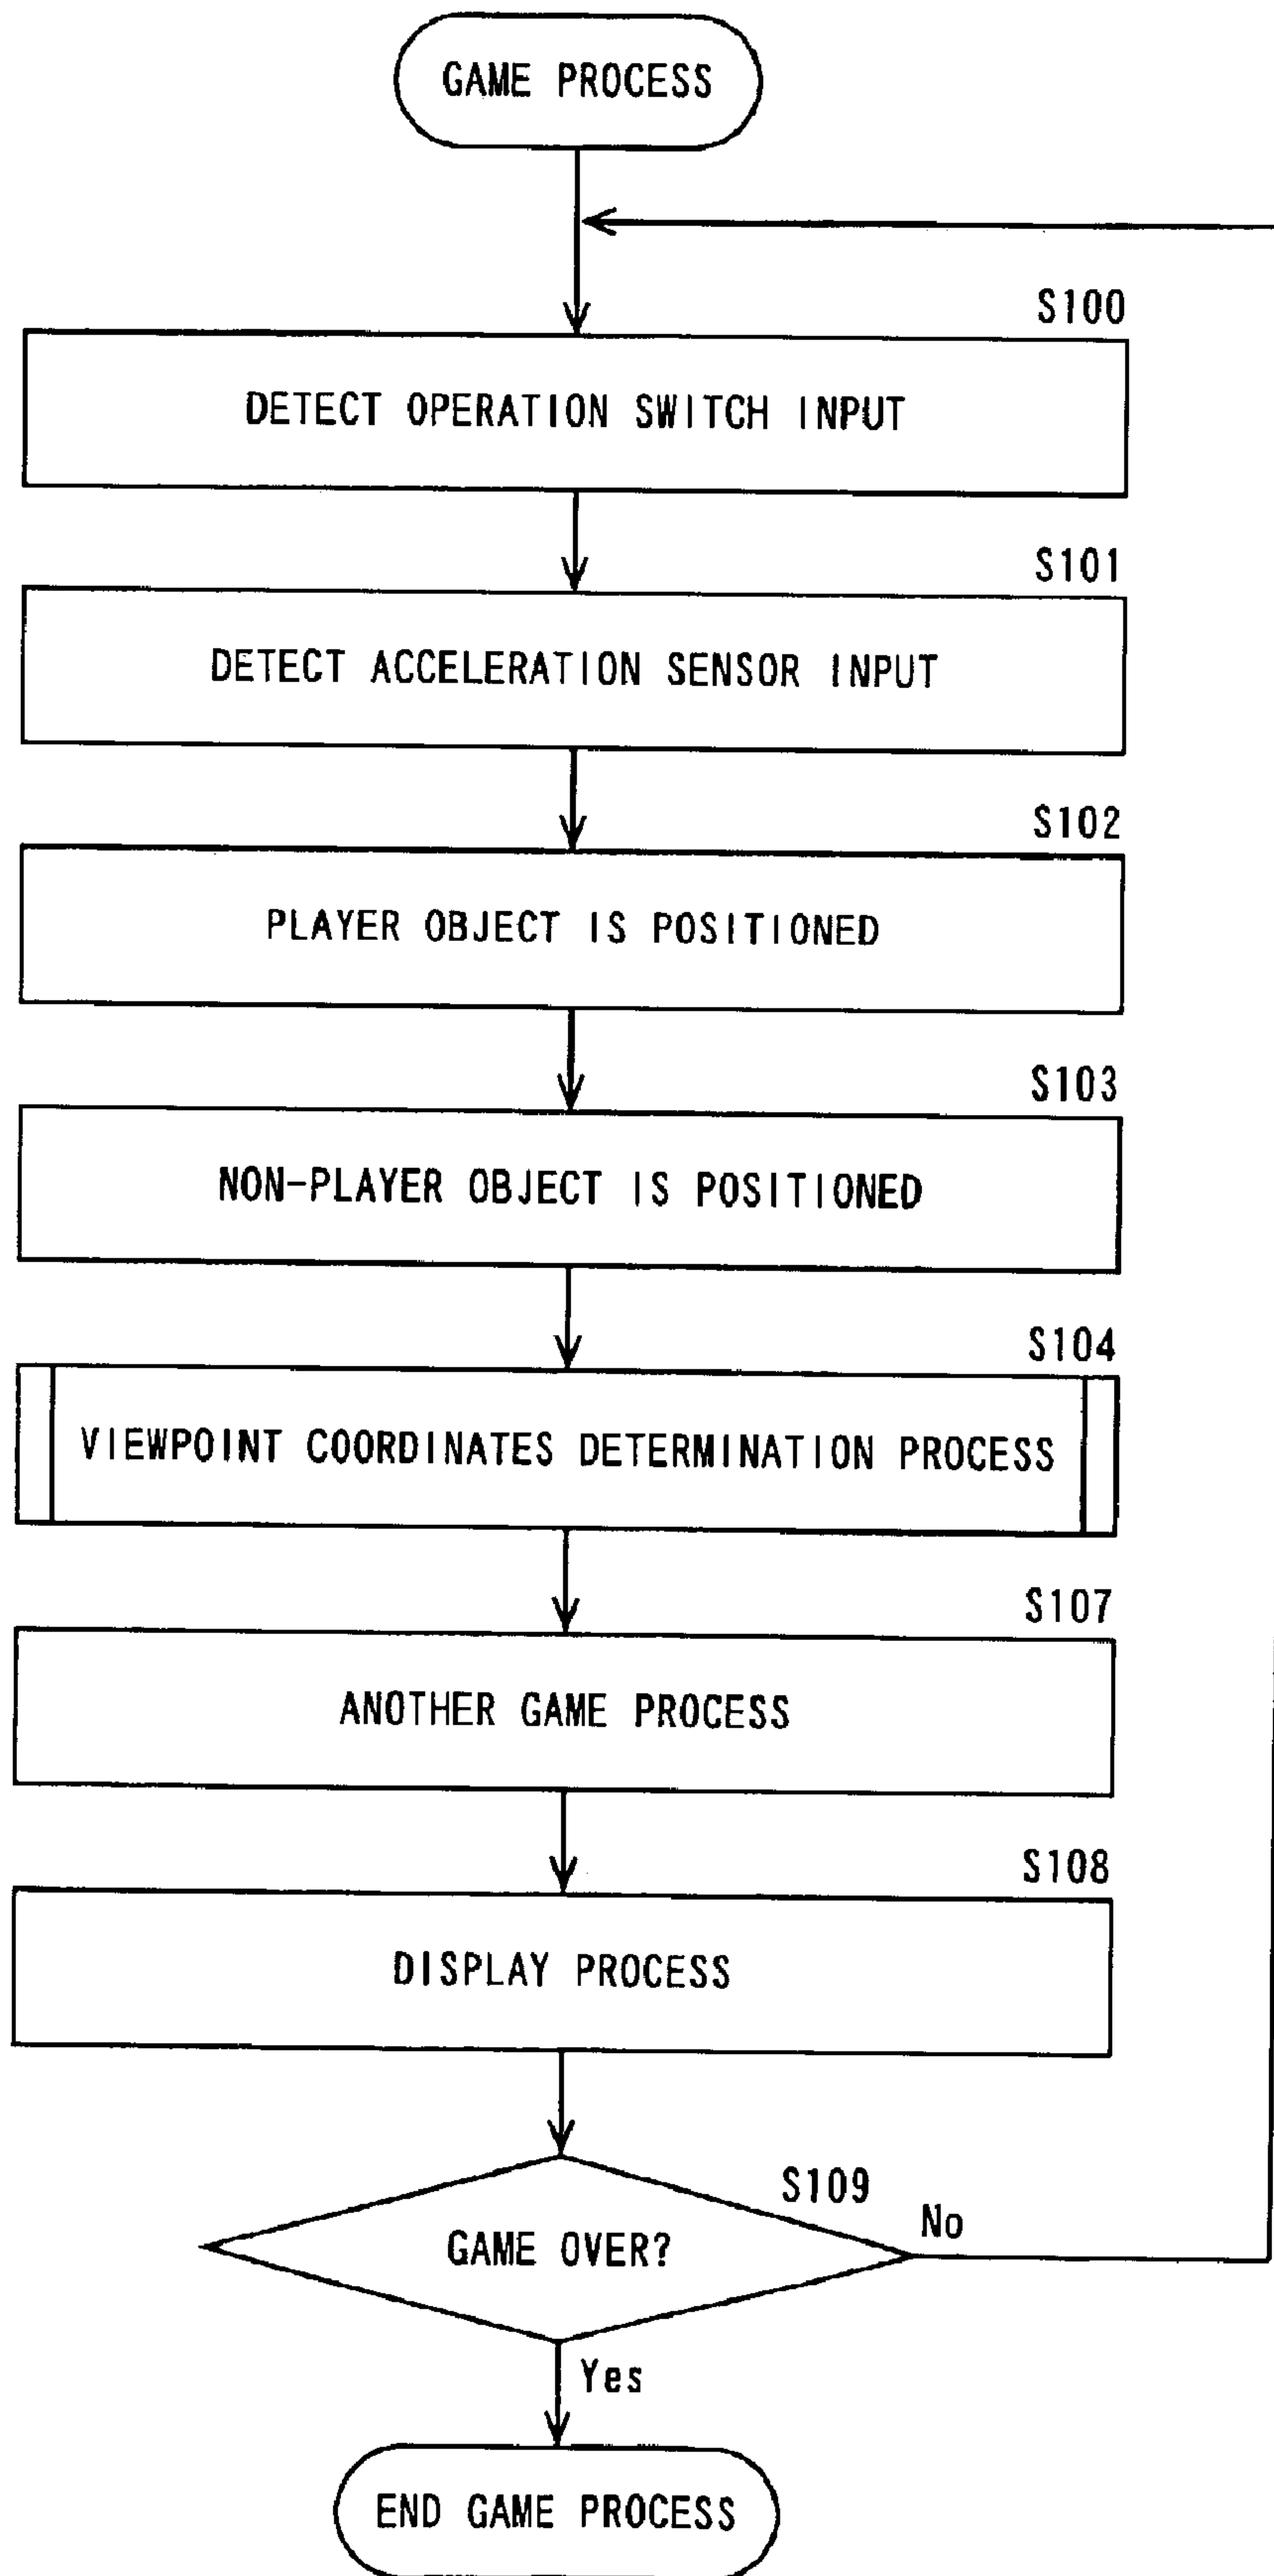 GAME PROCESS
S100
DETECT OPERATION SWITCH INPUT
S101
DETECT ACCELERATION SENSOR INPUT
S102
PLAYER OBJECT IS POSITIONED
S103
NON-PLAYER OBJECT IS POSITIONED
S104
VIEWPOINT COORDINATES DETERMINATION PROCESS
S107
ANOTHER GAME PROCESS
S108
DISPLAY PROCESS
S109
GAME OVER?
No
Yes
END GAME PROCESS